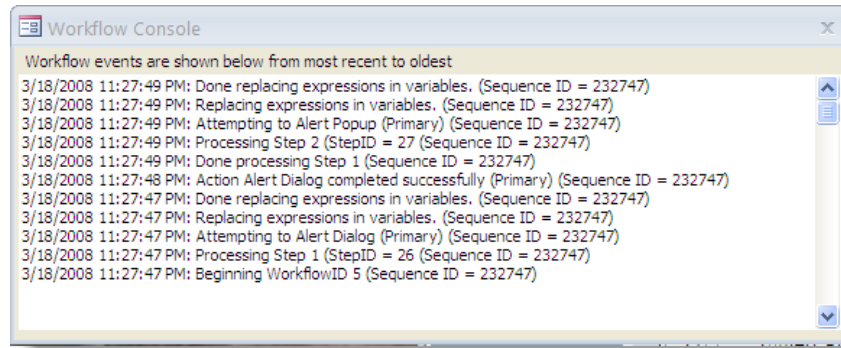 Workflow Console
Workflow events are shown below from most recent to oldest
3/18/2008 11:27:49 PM: Done replacing expressions in variables. (Sequence ID = 232747)
3/18/2008 11:27:49 PM: Replacing expressions in variables. (Sequence ID = 232747)
3/18/2008 11:27:49 PM: Attempting to Alert Popup (Primary) (Sequence ID = 232747)
3/18/2008 11:27:49 PM: Processing Step 2 (StepID = 27 (Sequence ID = 232747)
3/18/2008 11:27:49 PM: Done processing Step 1 (Sequence ID = 232747)
3/18/2008 11:27:48 PM: Action Alert Dialog completed successfully (Primary) (Sequence ID = 232747)
3/18/2008 11:27:47 PM: Done replacing expressions in variables. (Sequence ID = 232747)
3/18/2008 11:27:47 PM: Replacing expressions in variables. (Sequence ID = 232747)
3/18/2008 11:27:47 PM: Attempting to Alert Dialog (Primary) (Sequence ID = 232747)
3/18/2008 11:27:47 PM: Processing Step 1 (StepID = 26 (Sequence ID = 232747)
3/18/2008 11:27:47 PM: Beginning WorkflowID 5 (Sequence ID = 232747)